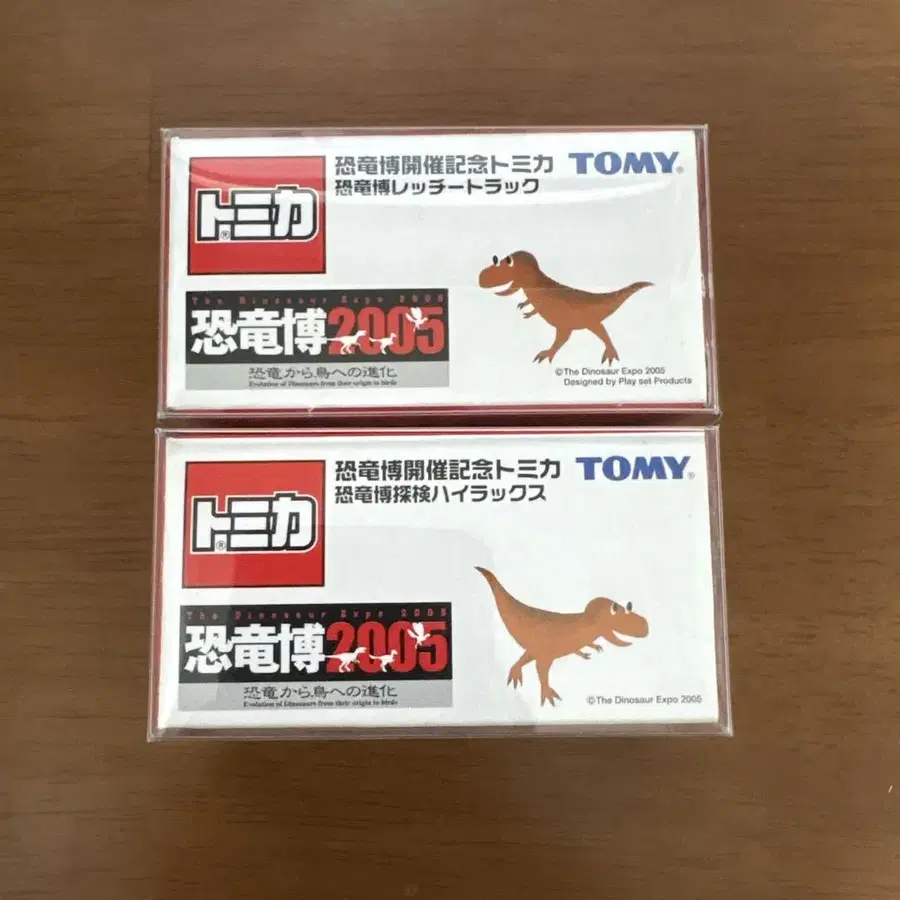 恐竜博開催記念トミカ TOMY®
恐竜博レッチートラック
トミカ®
The Dinosaur Expo 2005
恐竜博2005
恐竜から鳥への進化
Evolution of Dinosaurs from their origin to birds
©The Dinosaur Expo 2005
Designed by Play set Products
恐竜博開催記念トミカ TOMY®
恐竜博探検ハイラックス
トミカ®
The Dinosaur Expo 2005
恐竜博2005
恐竜から鳥への進化
Evolution of Dinosaurs from their origin to birds
©The Dinosaur Expo 2005